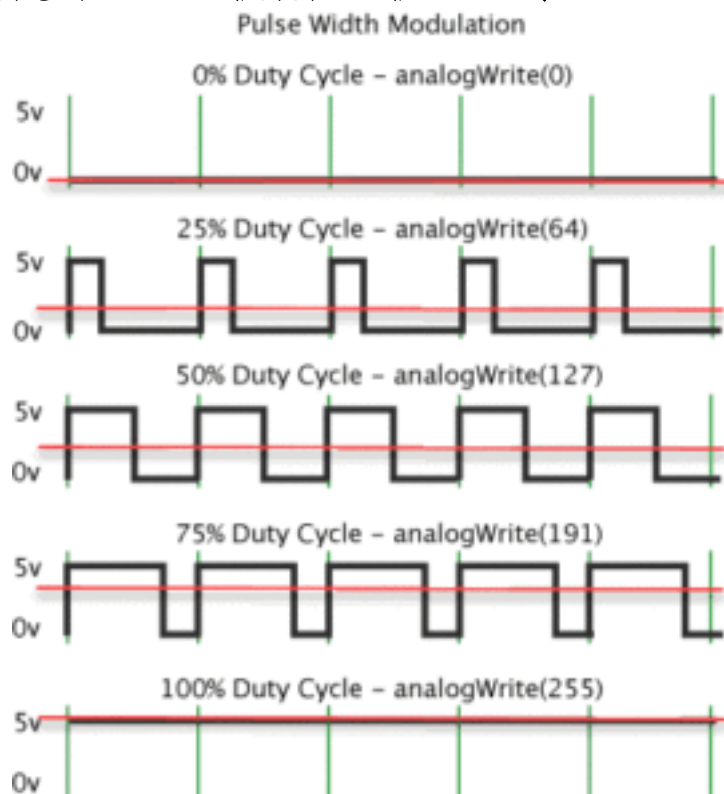 Pulse Width Modulation
0% Duty Cycle – analogWrite(0)
5v
0v
25% Duty Cycle – analogWrite(64)
5v
0v
50% Duty Cycle – analogWrite(127)
5v
0v
75% Duty Cycle – analogWrite(191)
5v
0v
100% Duty Cycle – analogWrite(255)
5v
0v